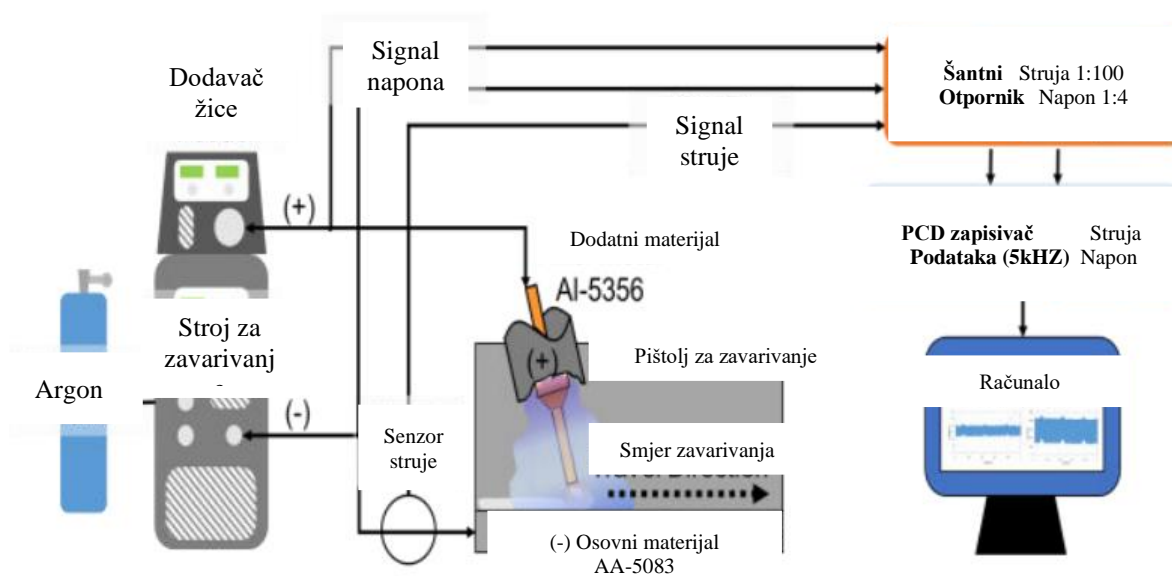 Signal
napona
Dodavač
žice
Šantni Struja 1:100
Otpornik Napon 1:4
Signal
struje
(+)
Dodatni materijal
PCD zapisivač Struja
Podataka (5kHZ) Napon
Al-5356
Stroj za
zavarivanj
Argon
(+)
Pištolj za zavarivanje
Računalo
(-)
Senzor
struje
Smjer zavarivanja
(-) Osovni materijal
AA-5083